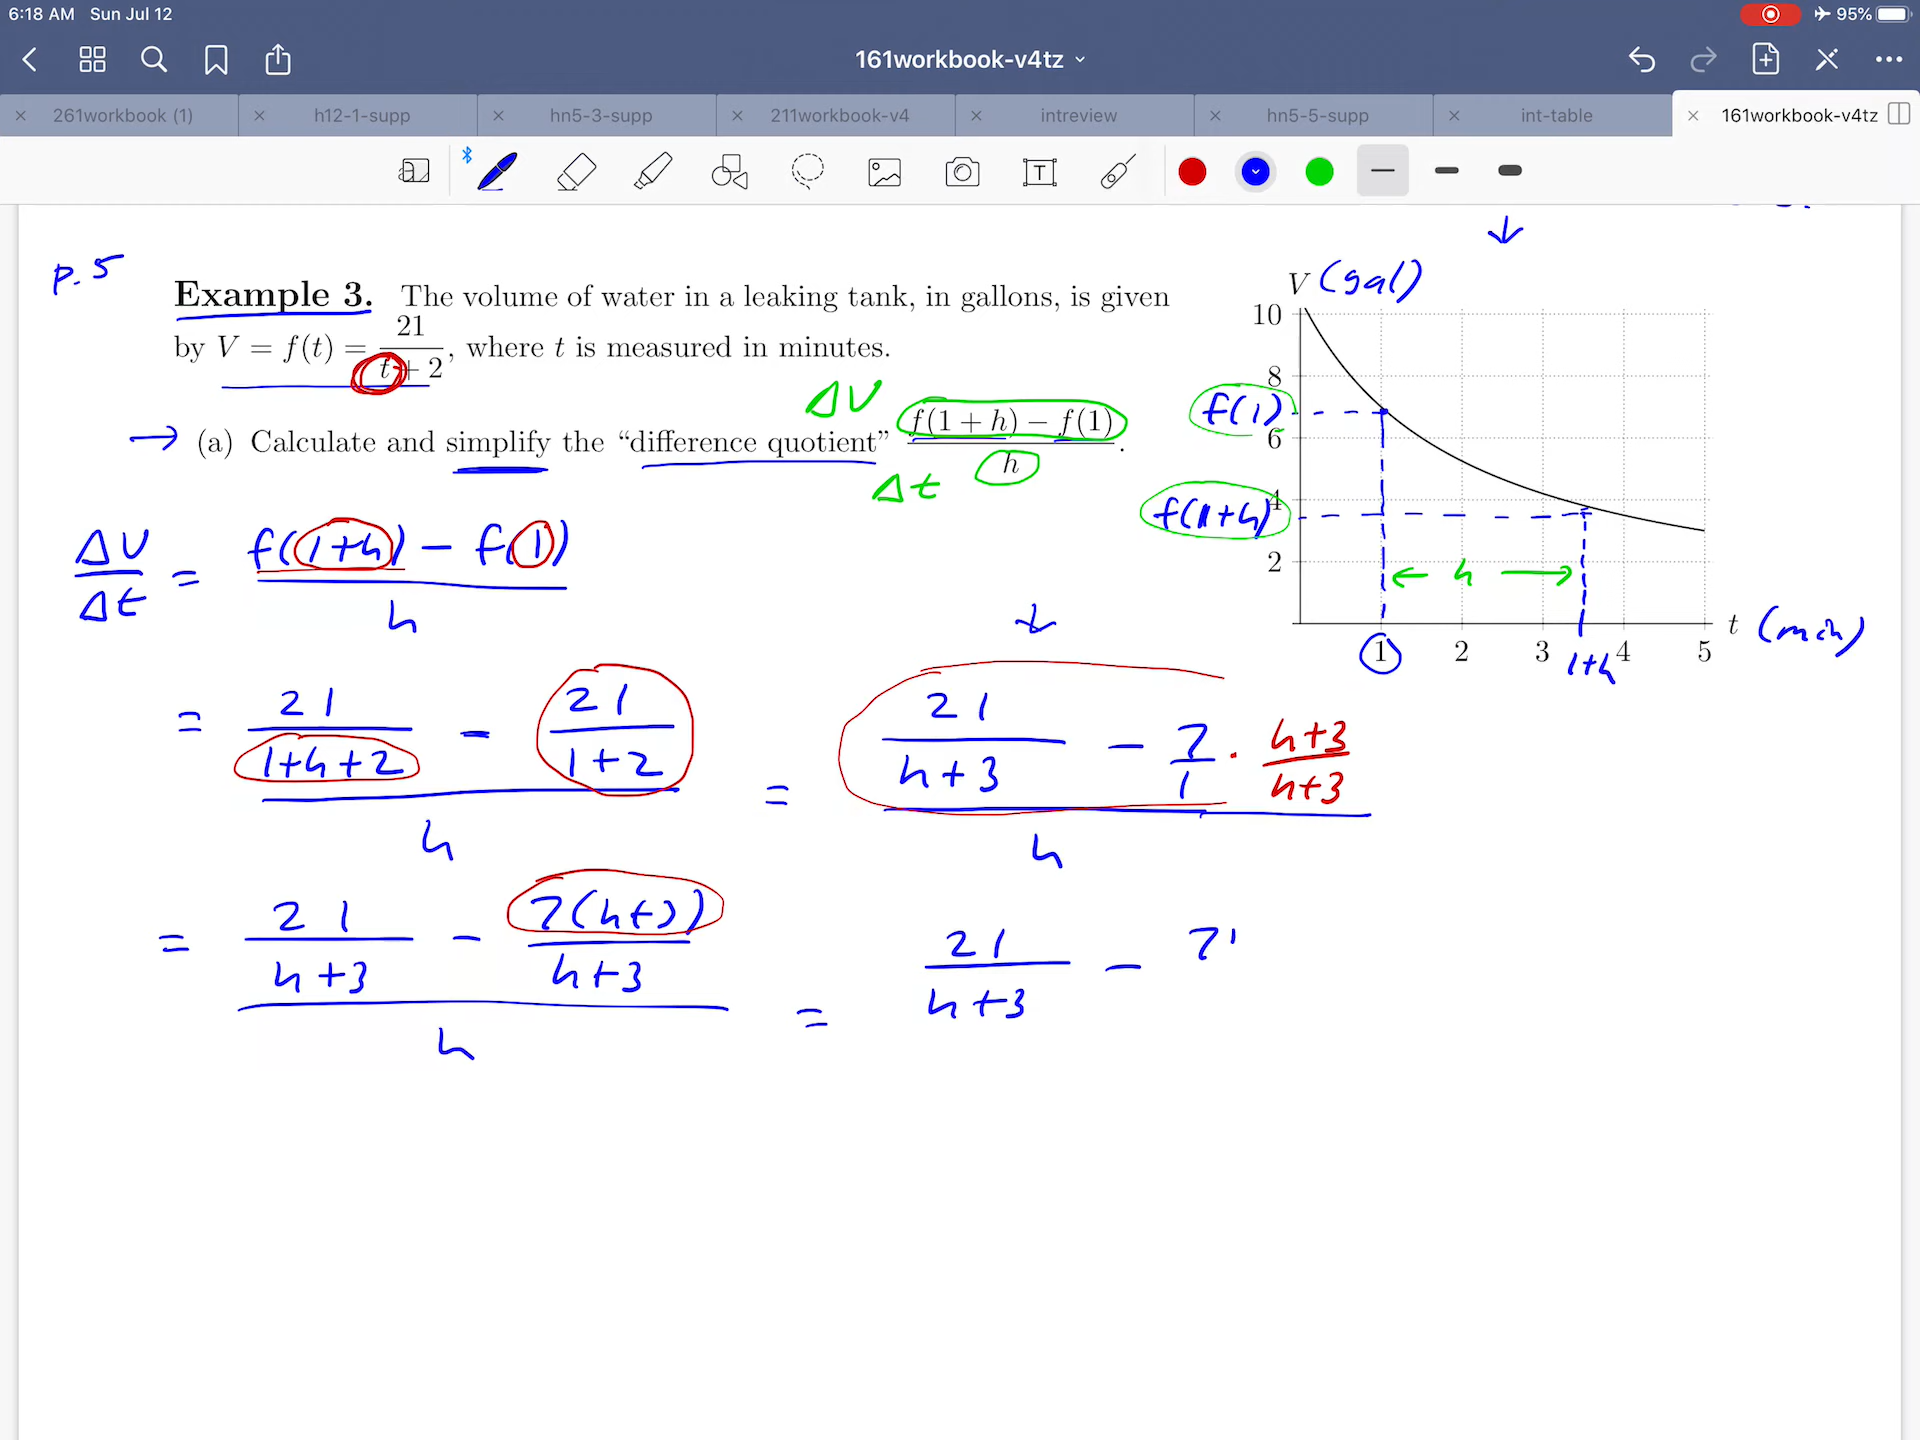 6:18 AM Sun Jul 12 95%
161workbook-v4tz
261workbook (1) h12-1-supp hn5-3-supp 211workbook-v4 intreview hn5-5-supp int-table 161workbook-v4tz
T
p. 5
Example 3. The volume of water in a leaking tank, in gallons, is given
by V = f(t) = 21/(t + 2), where t is measured in minutes.
ΔV
(a) Calculate and simplify the “difference quotient” (f(1 + h) − f(1))/h.
Δt
V (gal)
10
8
f(1)
6
f(1+h)
4
← h →
2
t (min)
1 2 3 1+h 4 5
ΔV/Δt = (f(1+h) − f(1))/h
= (21/(1+h+2) − 21/(1+2))/h = (21/(h+3) − 7/1 · (h+3)/(h+3))/h
= (21/(h+3) − 7(h+3)/(h+3))/h = 21/(h+3) − 7